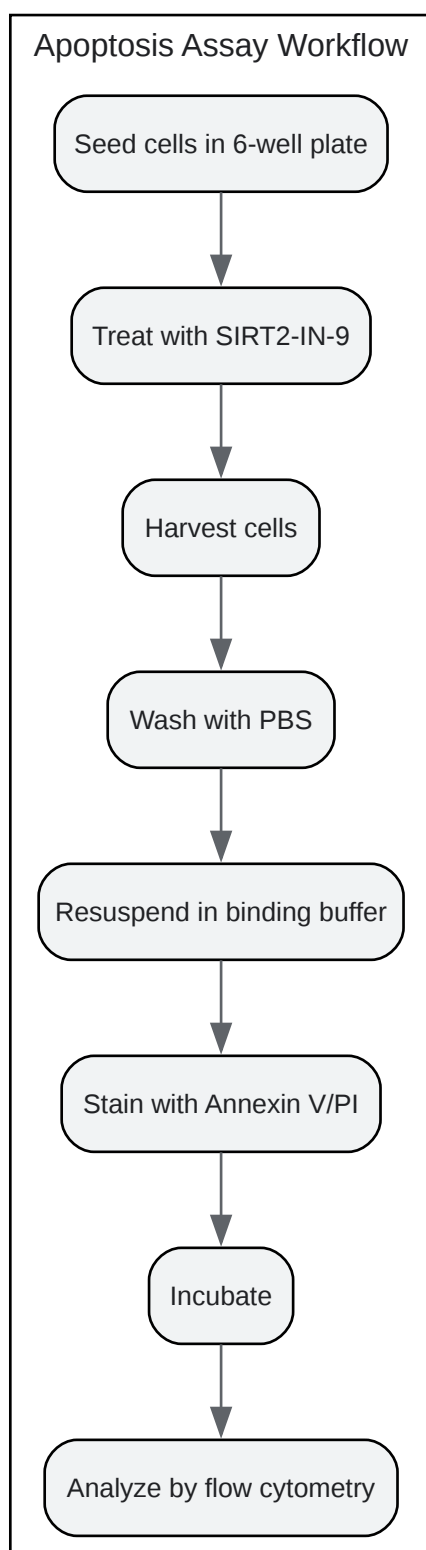 Apoptosis Assay Workflow
Seed cells in 6-well plate
Treat with SIRT2-IN-9
Harvest cells
Wash with PBS
Resuspend in binding buffer
Stain with Annexin V/PI
Incubate
Analyze by flow cytometry